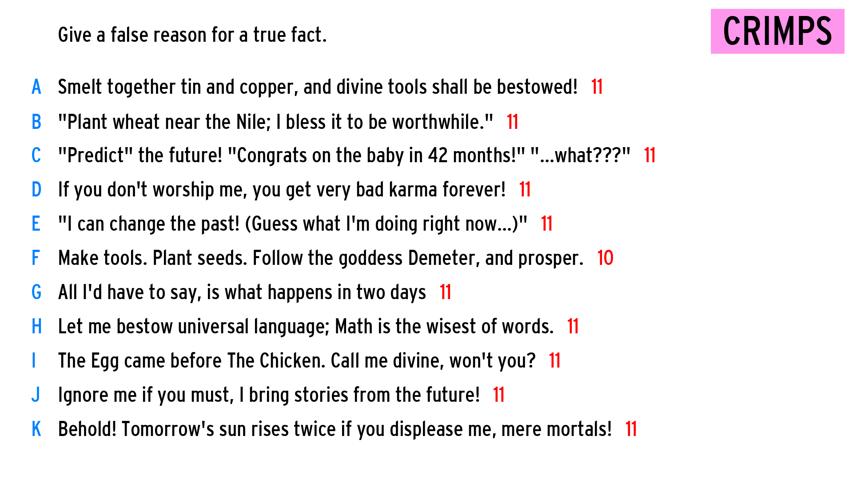 Give a false reason for a true fact.
CRIMPS
A Smelt together tin and copper, and divine tools shall be bestowed! 11
B "Plant wheat near the Nile; I bless it to be worthwhile." 11
C "Predict" the future! "Congrats on the baby in 42 months!" "...what???" 11
D If you don't worship me, you get very bad karma forever! 11
E "I can change the past! (Guess what I'm doing right now...)" 11
F Make tools. Plant seeds. Follow the goddess Demeter, and prosper. 10
G All I'd have to say, is what happens in two days 11
H Let me bestow universal language; Math is the wisest of words. 11
I The Egg came before The Chicken. Call me divine, won't you? 11
J Ignore me if you must, I bring stories from the future! 11
K Behold! Tomorrow's sun rises twice if you displease me, mere mortals! 11